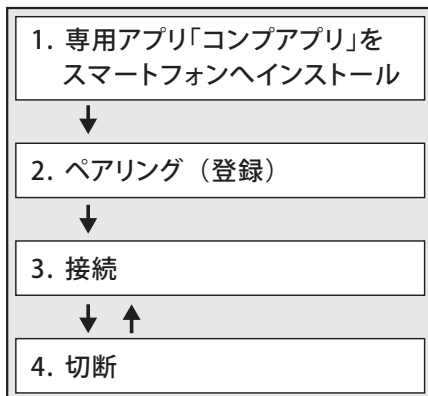 1. 専用アプリ「コンプアプリ」を
スマートフォンへインストール
2. ペアリング（登録）
3. 接続
4. 切断